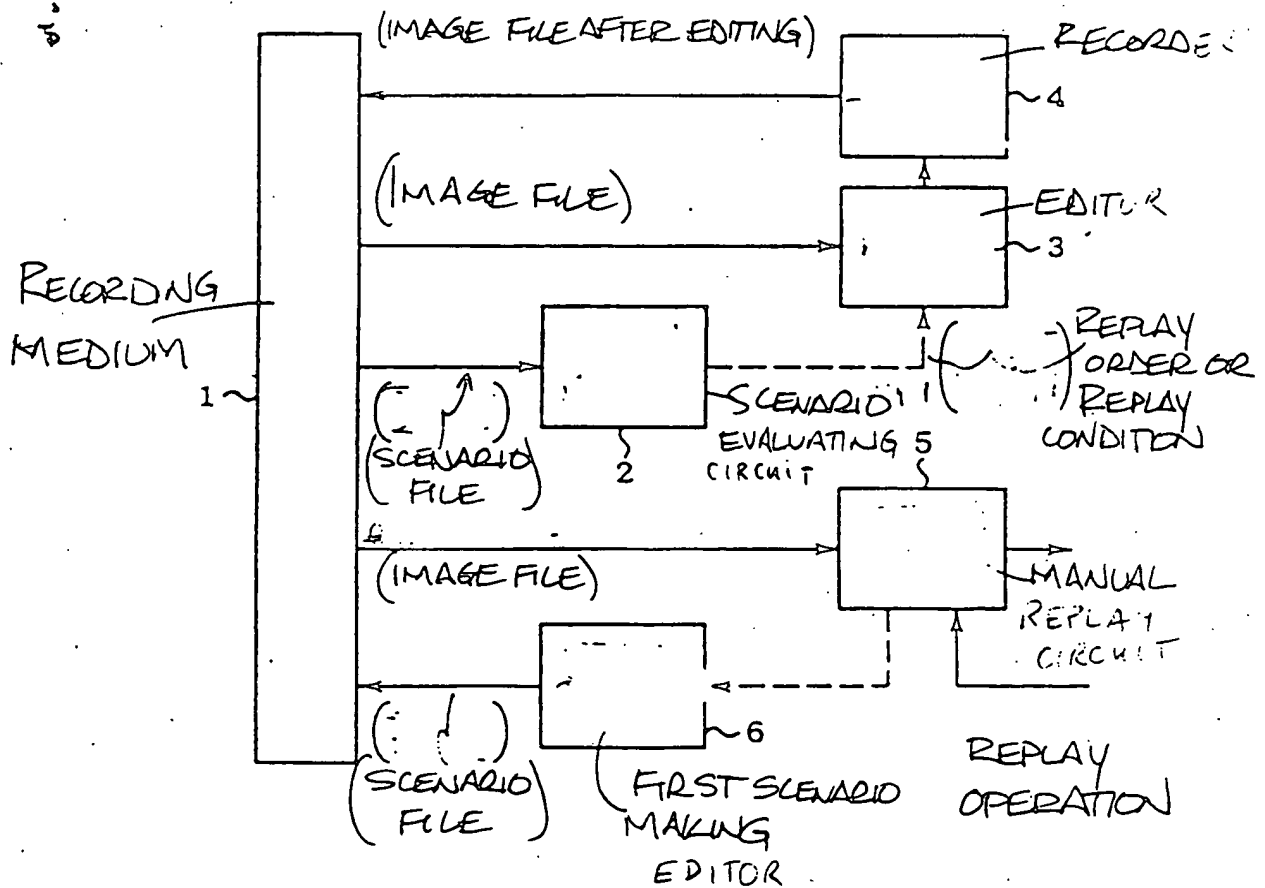 (IMAGE FILE AFTER EDITING)
4
(IMAGE FILE)
EDITOR
3
RECORDING
MEDIUM
1
REPLAY
ORDER OR
REPLAY
CONDITION
SCENARIO
EVALUATING
CIRCUIT
2
(SCENARIO
FILE)
5
(IMAGE FILE)
MANUAL
REPLAY
CIRCUIT
6
(SCENARIO
FILE)
FIRST SCENARIO
MAKING
EDITOR
REPLAY
OPERATION